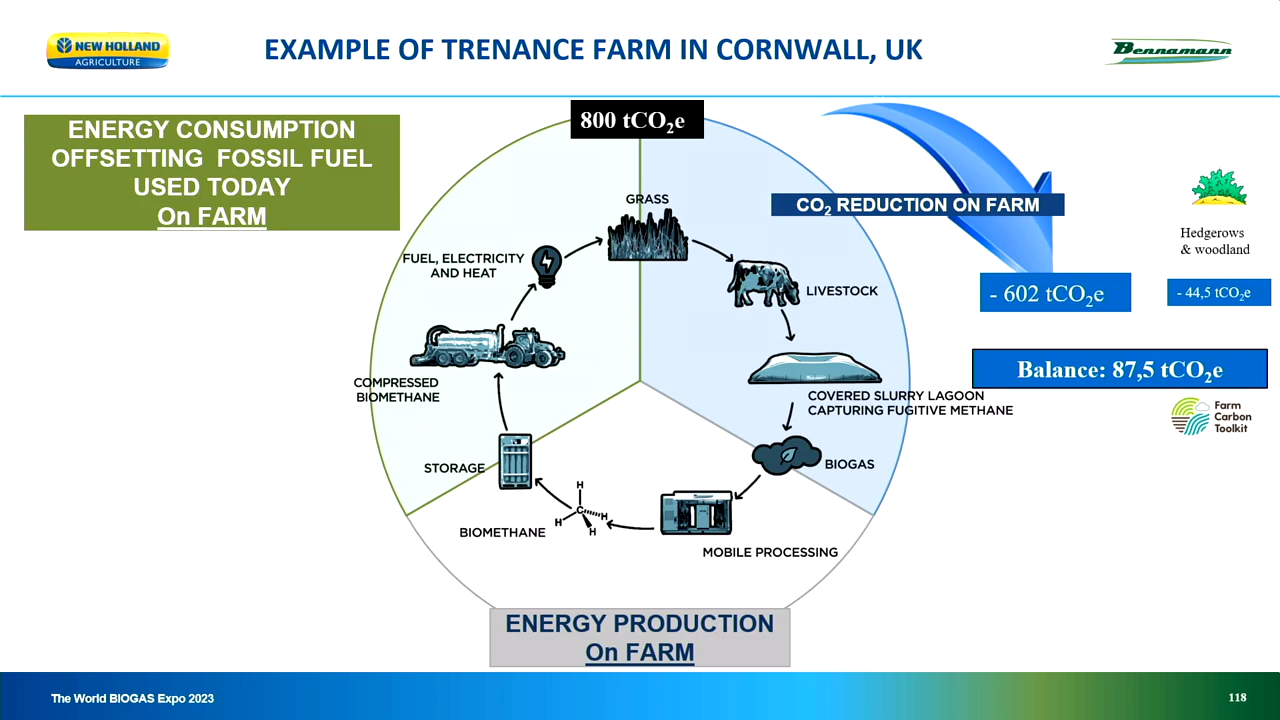 NEW HOLLAND
AGRICULTURE
EXAMPLE OF TRENANCE FARM IN CORNWALL, UK
Bennamann
ENERGY CONSUMPTION
OFFSETTING FOSSIL FUEL
USED TODAY
On FARM
800 tCO₂e
CO₂ REDUCTION ON FARM
GRASS
FUEL, ELECTRICITY
AND HEAT
LIVESTOCK
Hedgerows
& woodland
- 602 tCO₂e
- 44,5 tCO₂e
Balance: 87,5 tCO₂e
COMPRESSED
BIOMETHANE
COVERED SLURRY LAGOON
CAPTURING FUGITIVE METHANE
Farm
Carbon
Toolkit
STORAGE
BIOGAS
H
C
H
H
H
BIOMETHANE
MOBILE PROCESSING
ENERGY PRODUCTION
On FARM
The World BIOGAS Expo 2023
118